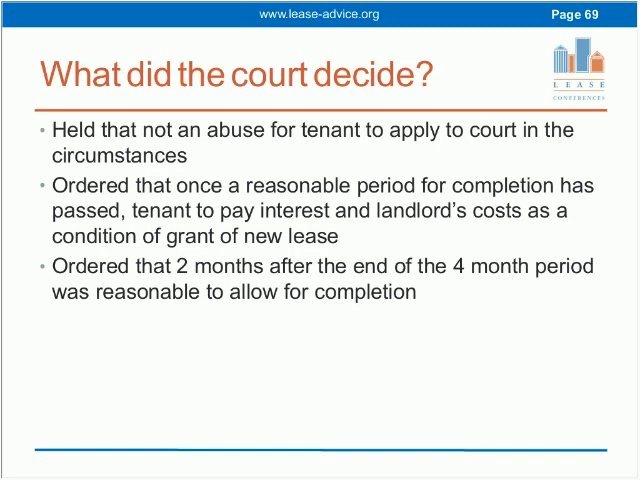 www.lease-advice.org
Page 69
What did the court decide?
LEASE
CONFERENCES
• Held that not an abuse for tenant to apply to court in the
circumstances
• Ordered that once a reasonable period for completion has
passed, tenant to pay interest and landlord's costs as a
condition of grant of new lease
• Ordered that 2 months after the end of the 4 month period
was reasonable to allow for completion